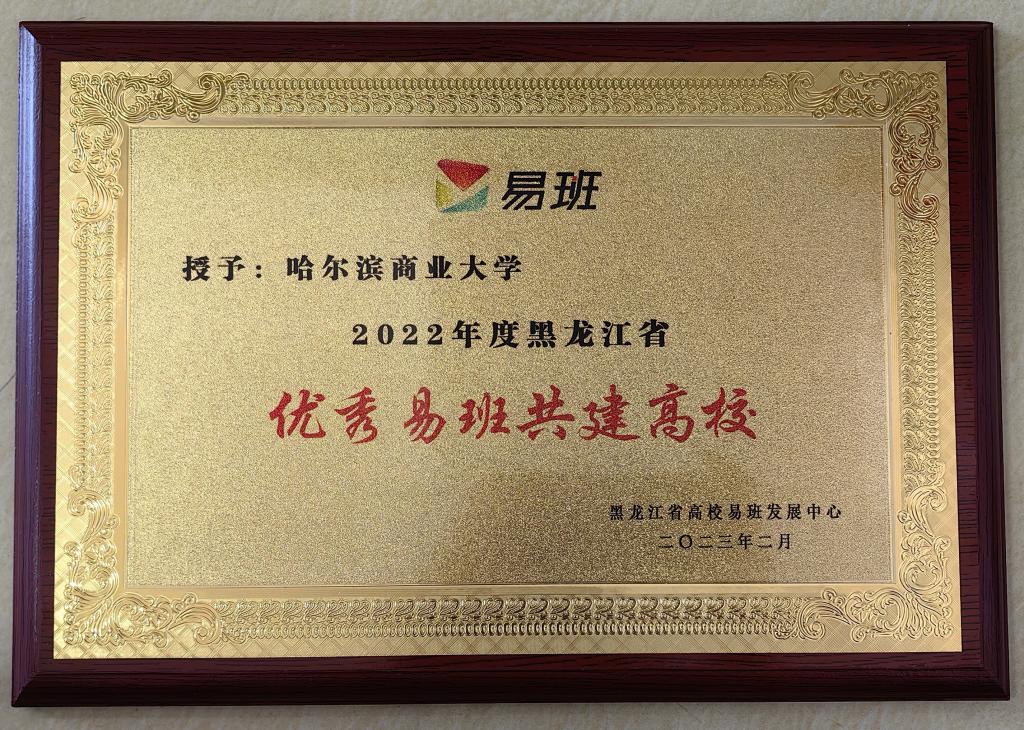 易班
授予：哈尔滨商业大学
2022年度黑龙江省
优秀易班共建高校
黑龙江省高校易班发展中心
二〇二三年二月